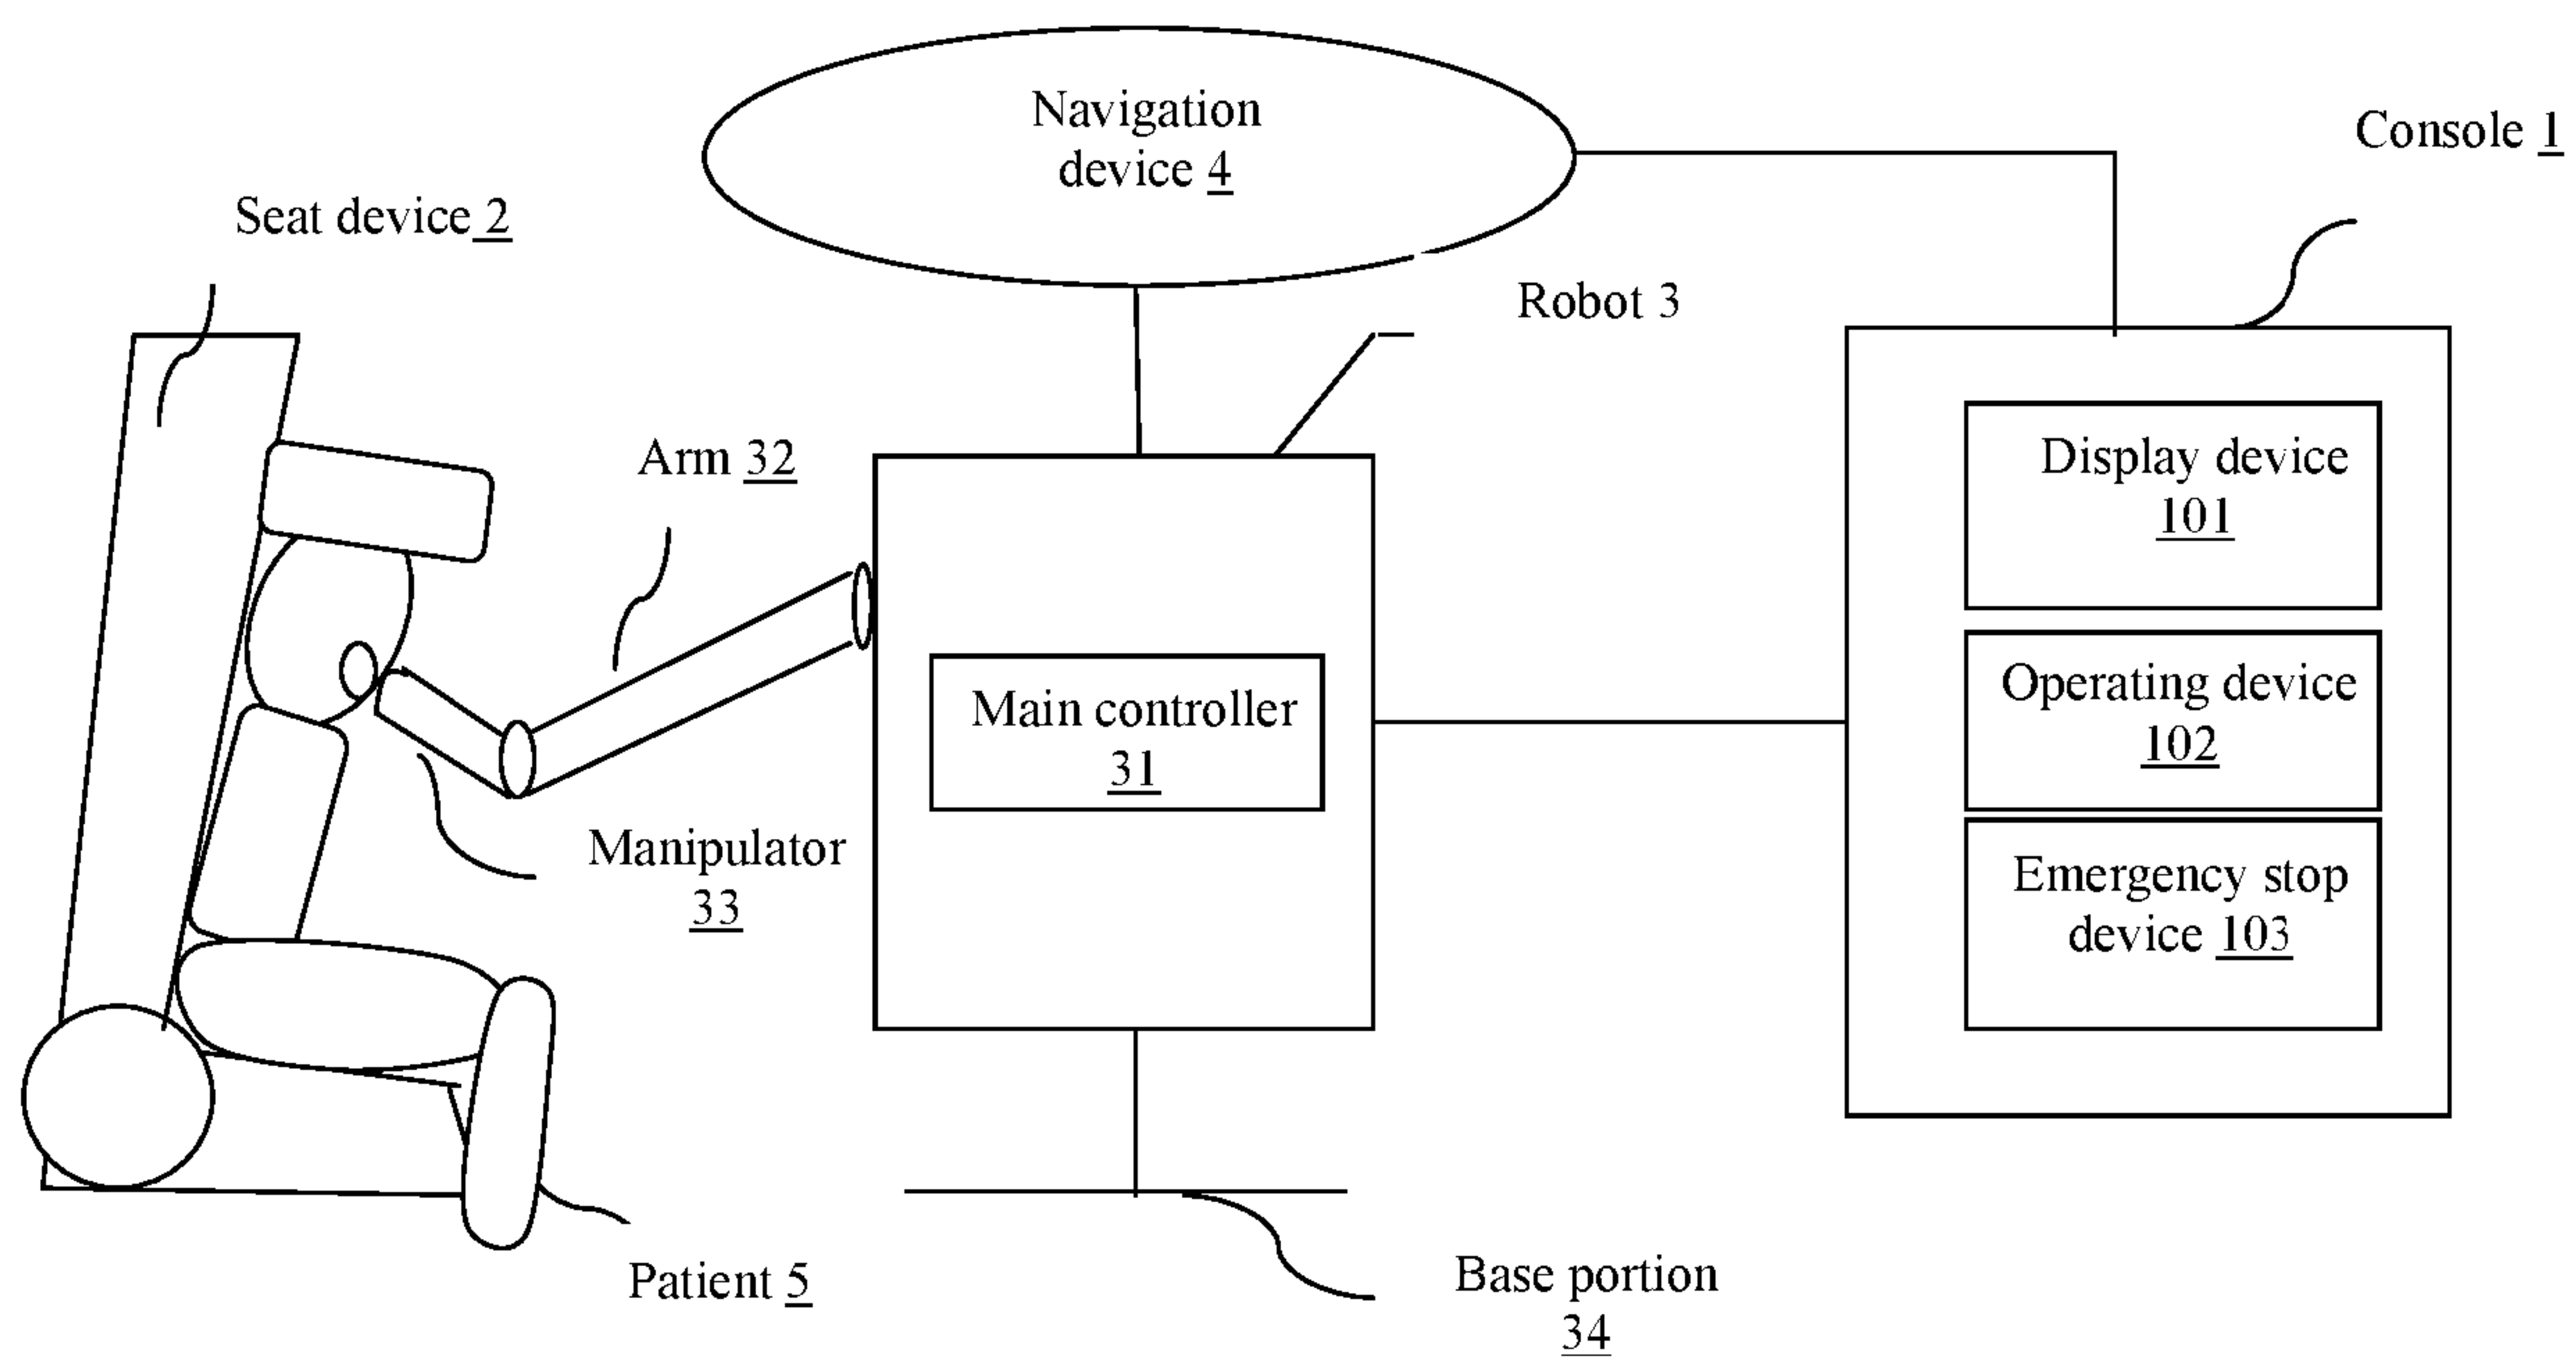 Navigation
device 4
Console 1
Seat device 2
Robot 3
Arm 32
Display device
101
Main controller
31
Operating device
102
Manipulator
33
Emergency stop
device 103
Patient 5
Base portion
34